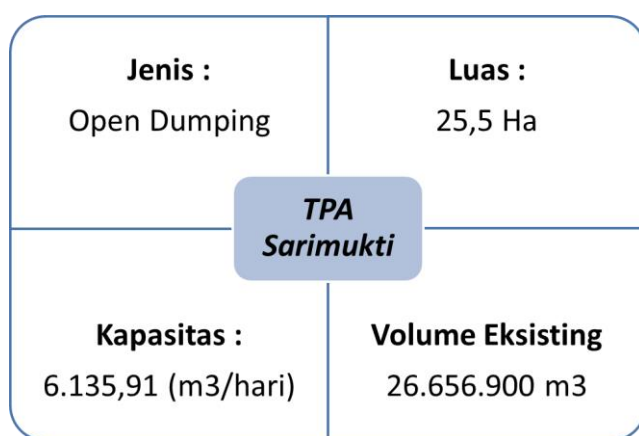 Jenis :
Open Dumping
Luas :
25,5 Ha
TPA
Sarimukti
Kapasitas :
6.135,91 (m3/hari)
Volume Eksisting
26.656.900 m3